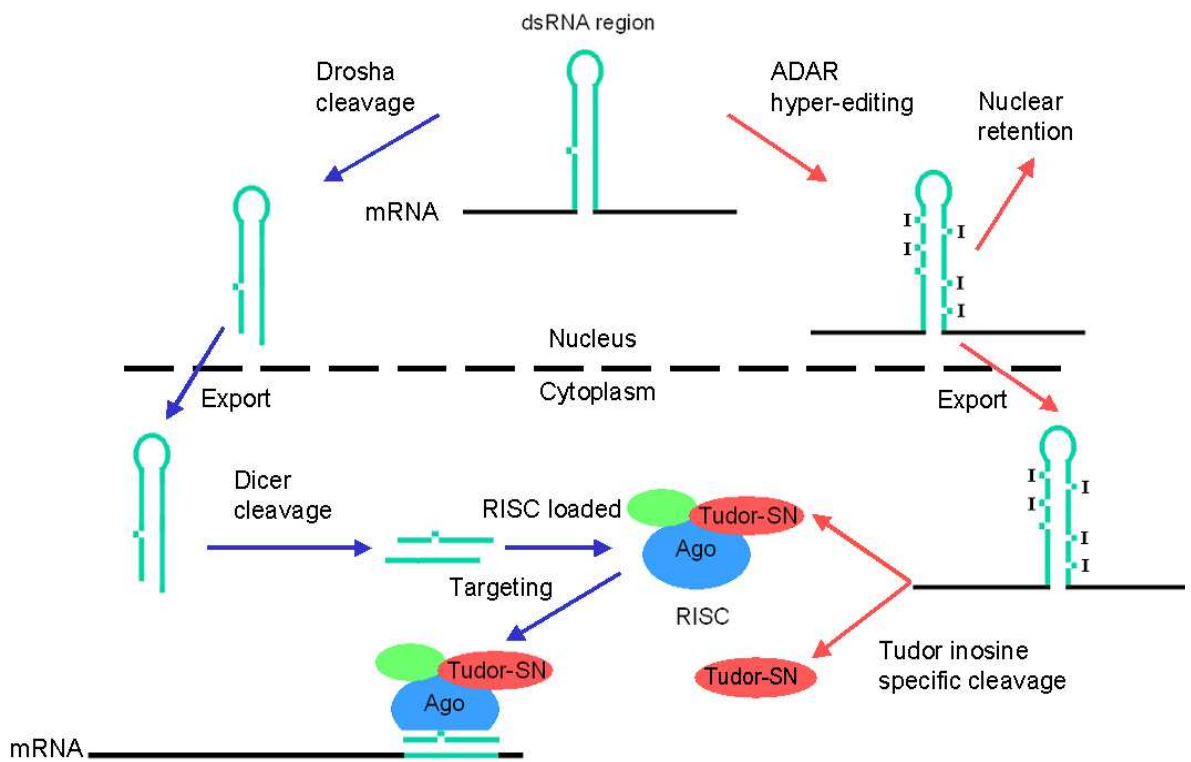 dsRNA region
Drosha
cleavage
ADAR
hyper-editing
Nuclear
retention
mRNA
I
I
I
I
I
Nucleus
Cytoplasm
Export
Export
Dicer
cleavage
RISC loaded
Tudor-SN
Ago
I
I
I
I
I
Targeting
RISC
Tudor-SN
Ago
Tudor-SN
Tudor inosine
specific cleavage
mRNA